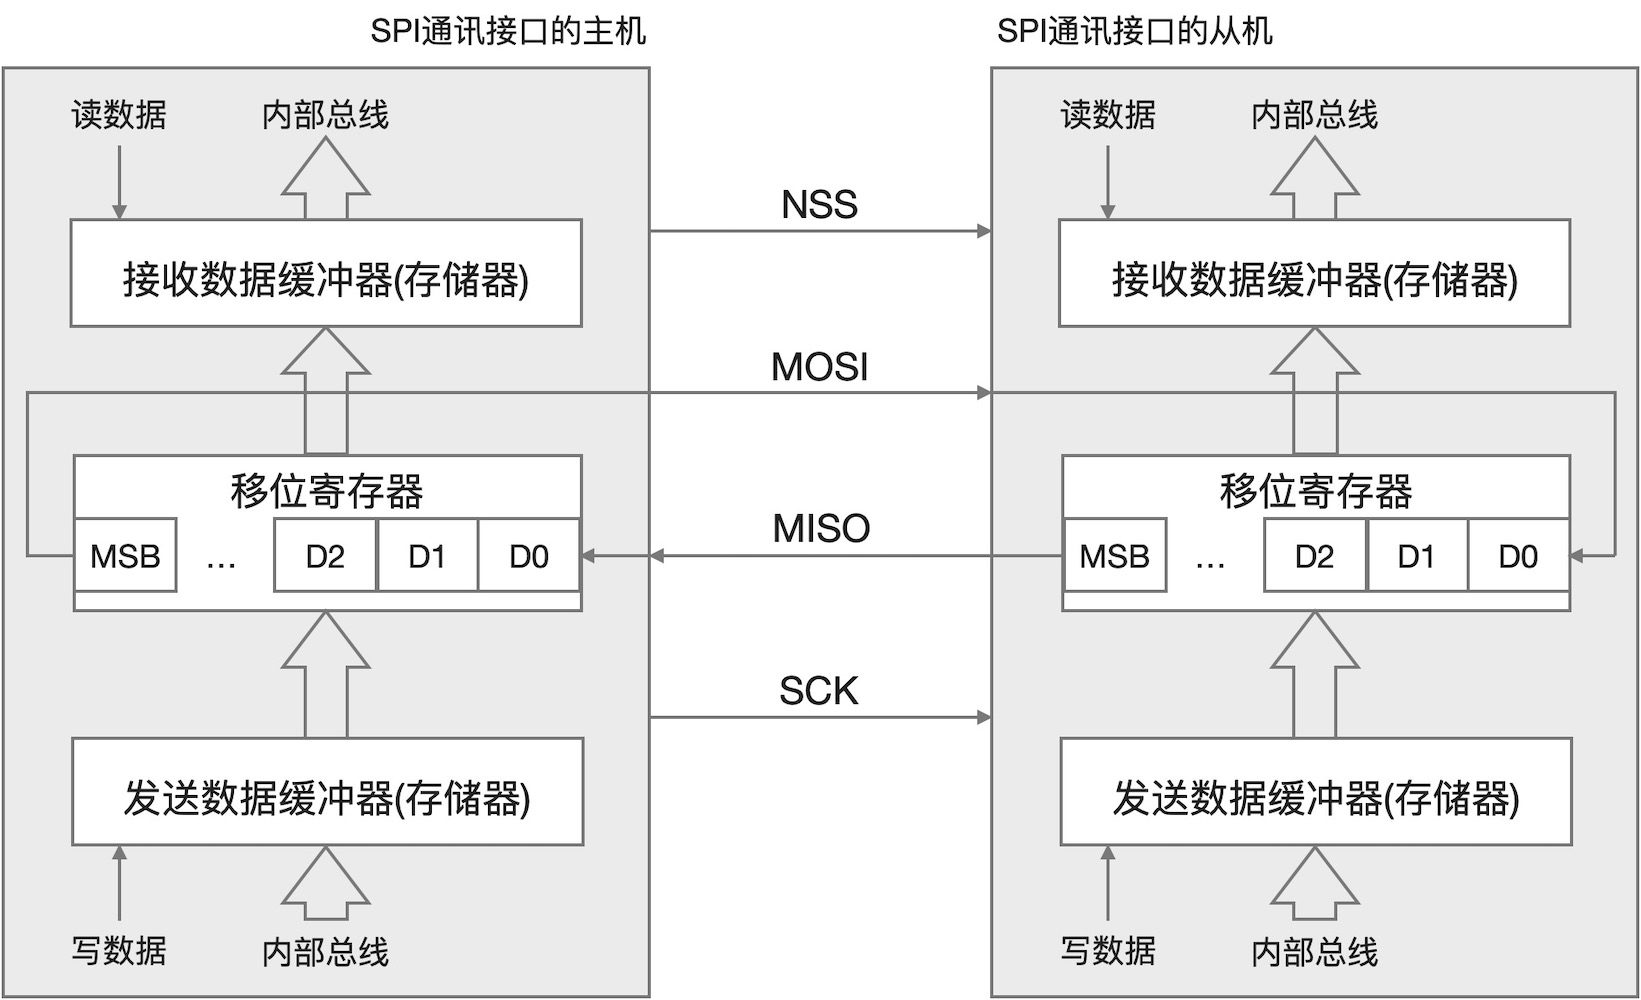 SPI通讯接口的主机
SPI通讯接口的从机
读数据
内部总线
接收数据缓冲器(存储器)
移位寄存器
MSB ... D2 D1 D0
发送数据缓冲器(存储器)
写数据
内部总线
NSS
MOSI
MISO
SCK
读数据
内部总线
接收数据缓冲器(存储器)
移位寄存器
MSB ... D2 D1 D0
发送数据缓冲器(存储器)
写数据
内部总线